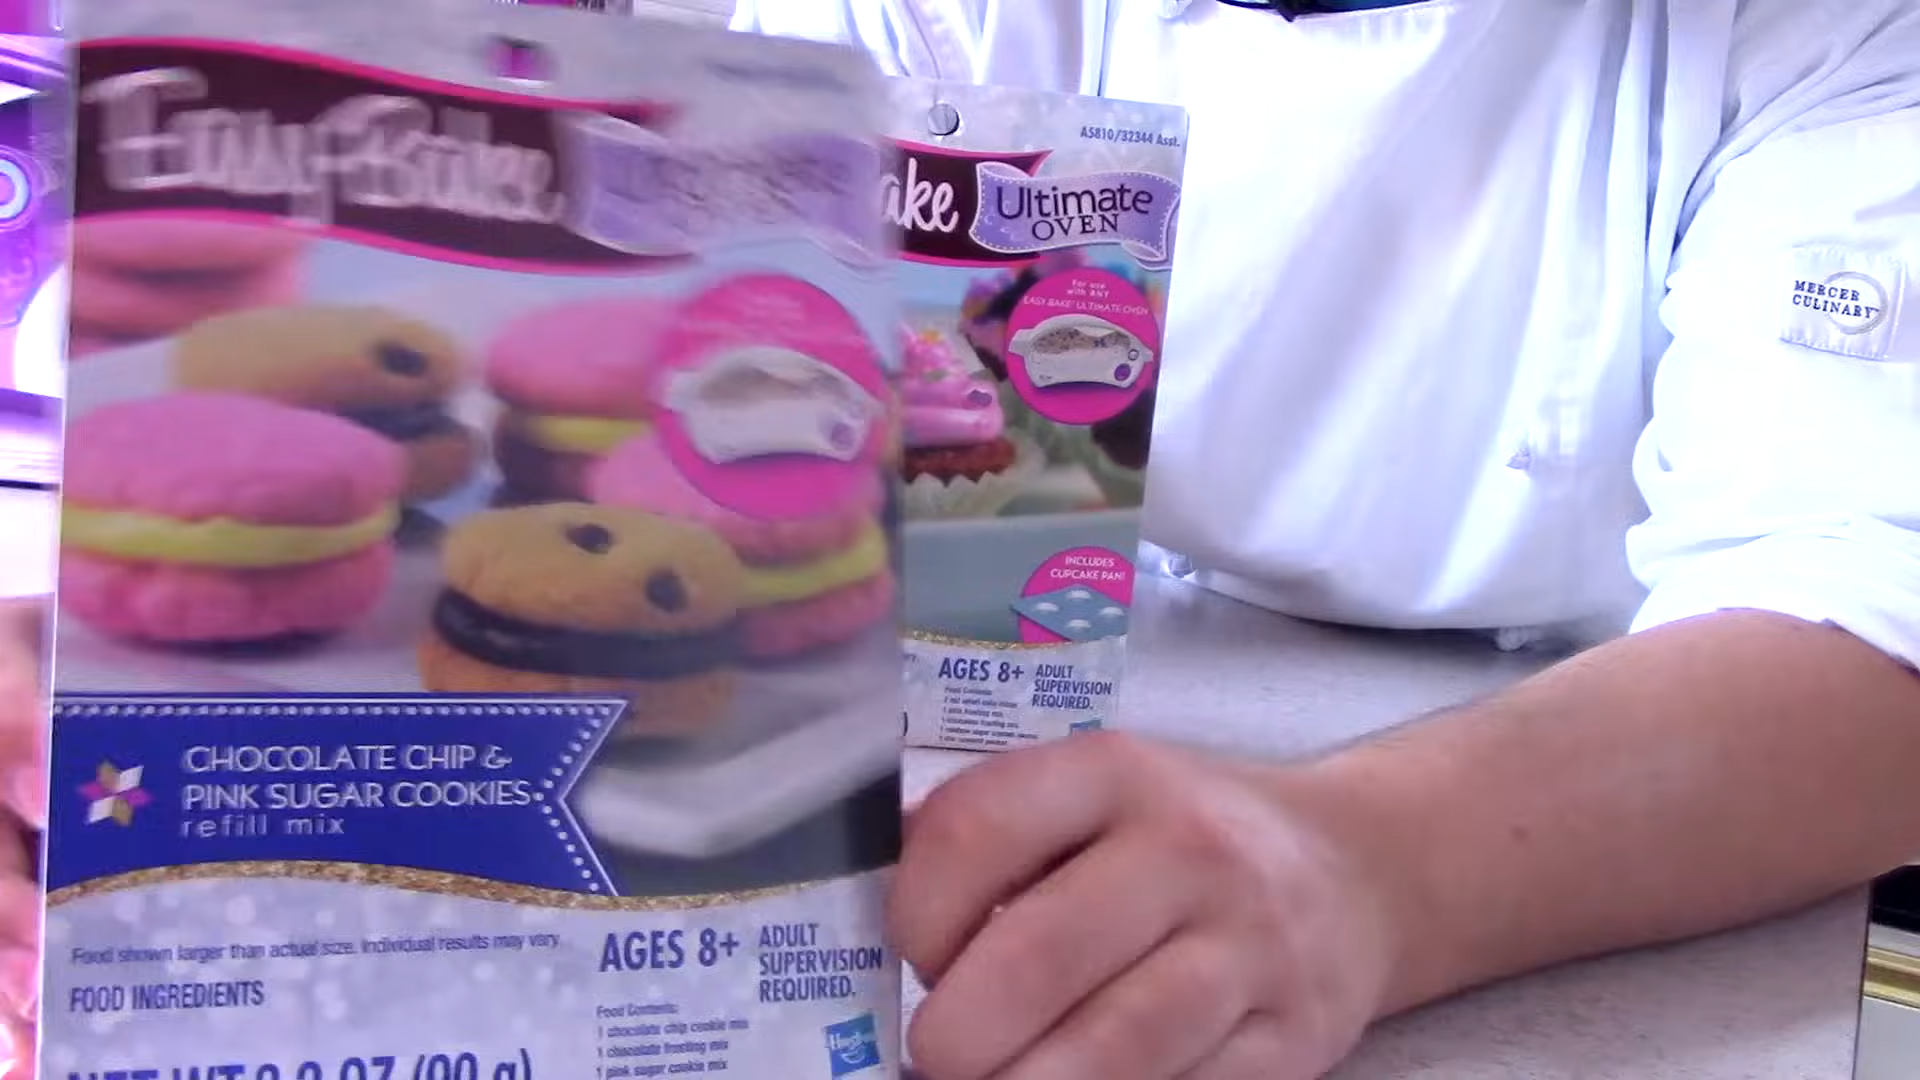 Easy Bake
CHOCOLATE CHIP &
PINK SUGAR COOKIES
refill mix
Food shown larger than actual size. Individual results may vary
FOOD INGREDIENTS
AGES 8+
ADULT
SUPERVISION
REQUIRED.
Food Contents:
1 chocolate chip cookie mix
1 chocolate frosting mix
1 pink sugar cookie mix
Hasbro
A5810/32344 Asst.
ake
Ultimate
OVEN
For use
with ANY
EASY-BAKE ULTIMATE OVEN
INCLUDES
CUPCAKE PAN!
AGES 8+
ADULT
SUPERVISION
REQUIRED.
Food Contents:
MERCER
CULINARY